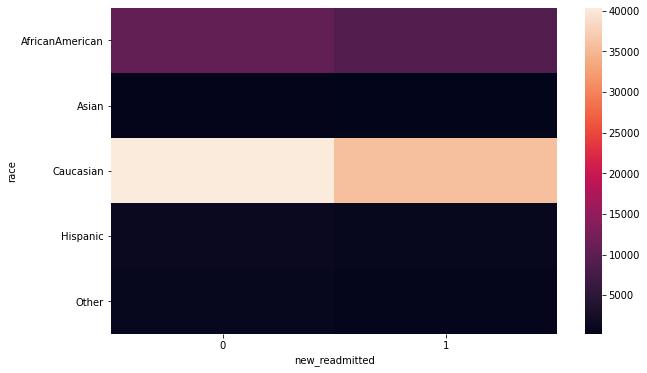 AfricanAmerican
Asian
Caucasian
Hispanic
Other
race
0
1
new_readmitted
40000
35000
30000
25000
20000
15000
10000
5000